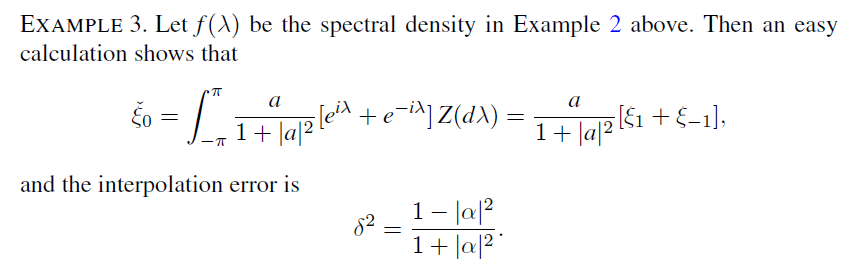 EXAMPLE 3. Let f(λ) be the spectral density in Example 2 above. Then an easy
calculation shows that
ξ̌₀ = ∫_{−π}^{π} a/(1 + |a|²) [e^{iλ} + e^{−iλ}] Z(dλ) = a/(1 + |a|²) [ξ₁ + ξ₋₁],
and the interpolation error is
δ² = (1 − |α|²)/(1 + |a|²).